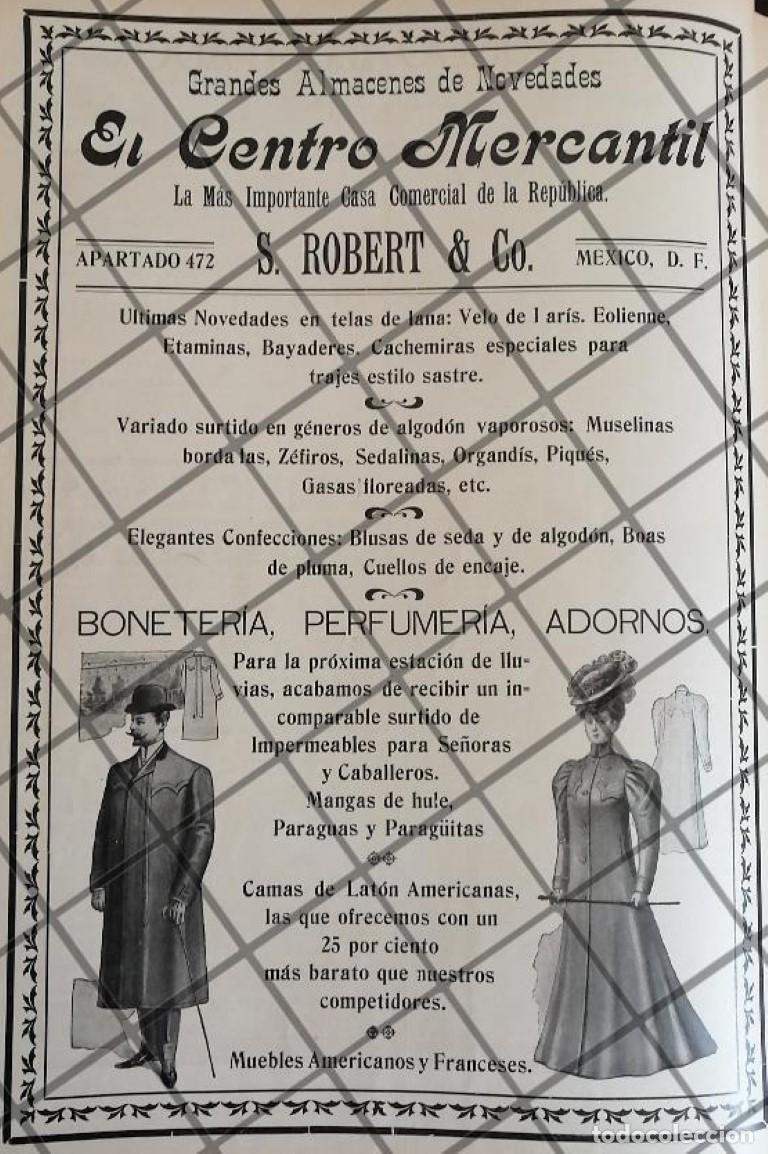 Grandes Almacenes de Novedades
El Centro Mercantil
La Más Importante Casa Comercial de la República.
APARTADO 472 S. ROBERT & Co. MEXICO, D. F.
Ultimas Novedades en telas de lana: Velo de I arís. Eolienne,
Etaminas, Bayaderes. Cachemiras especiales para
trajes estilo sastre.
Variado surtido en géneros de algodón vaporosos: Muselinas
borda las, Zéfiros, Sedalinas, Organdís, Piqués,
Gasas floreadas, etc.
Elegantes Confecciones: Blusas de seda y de algodón, Boas
de pluma, Cuellos de encaje.
BONETERÍA, PERFUMERÍA, ADORNOS.
Para la próxima estación de llu-
vias, acabamos de recibir un in-
comparable surtido de
Impermeables para Señoras
y Caballeros.
Mangas de hule,
Paraguas y Paragüitas
Camas de Latón Americanas,
las que ofrecemos con un
25 por ciento
más barato que nuestros
competidores.
Muebles Americanos y Franceses.
todocoleccion